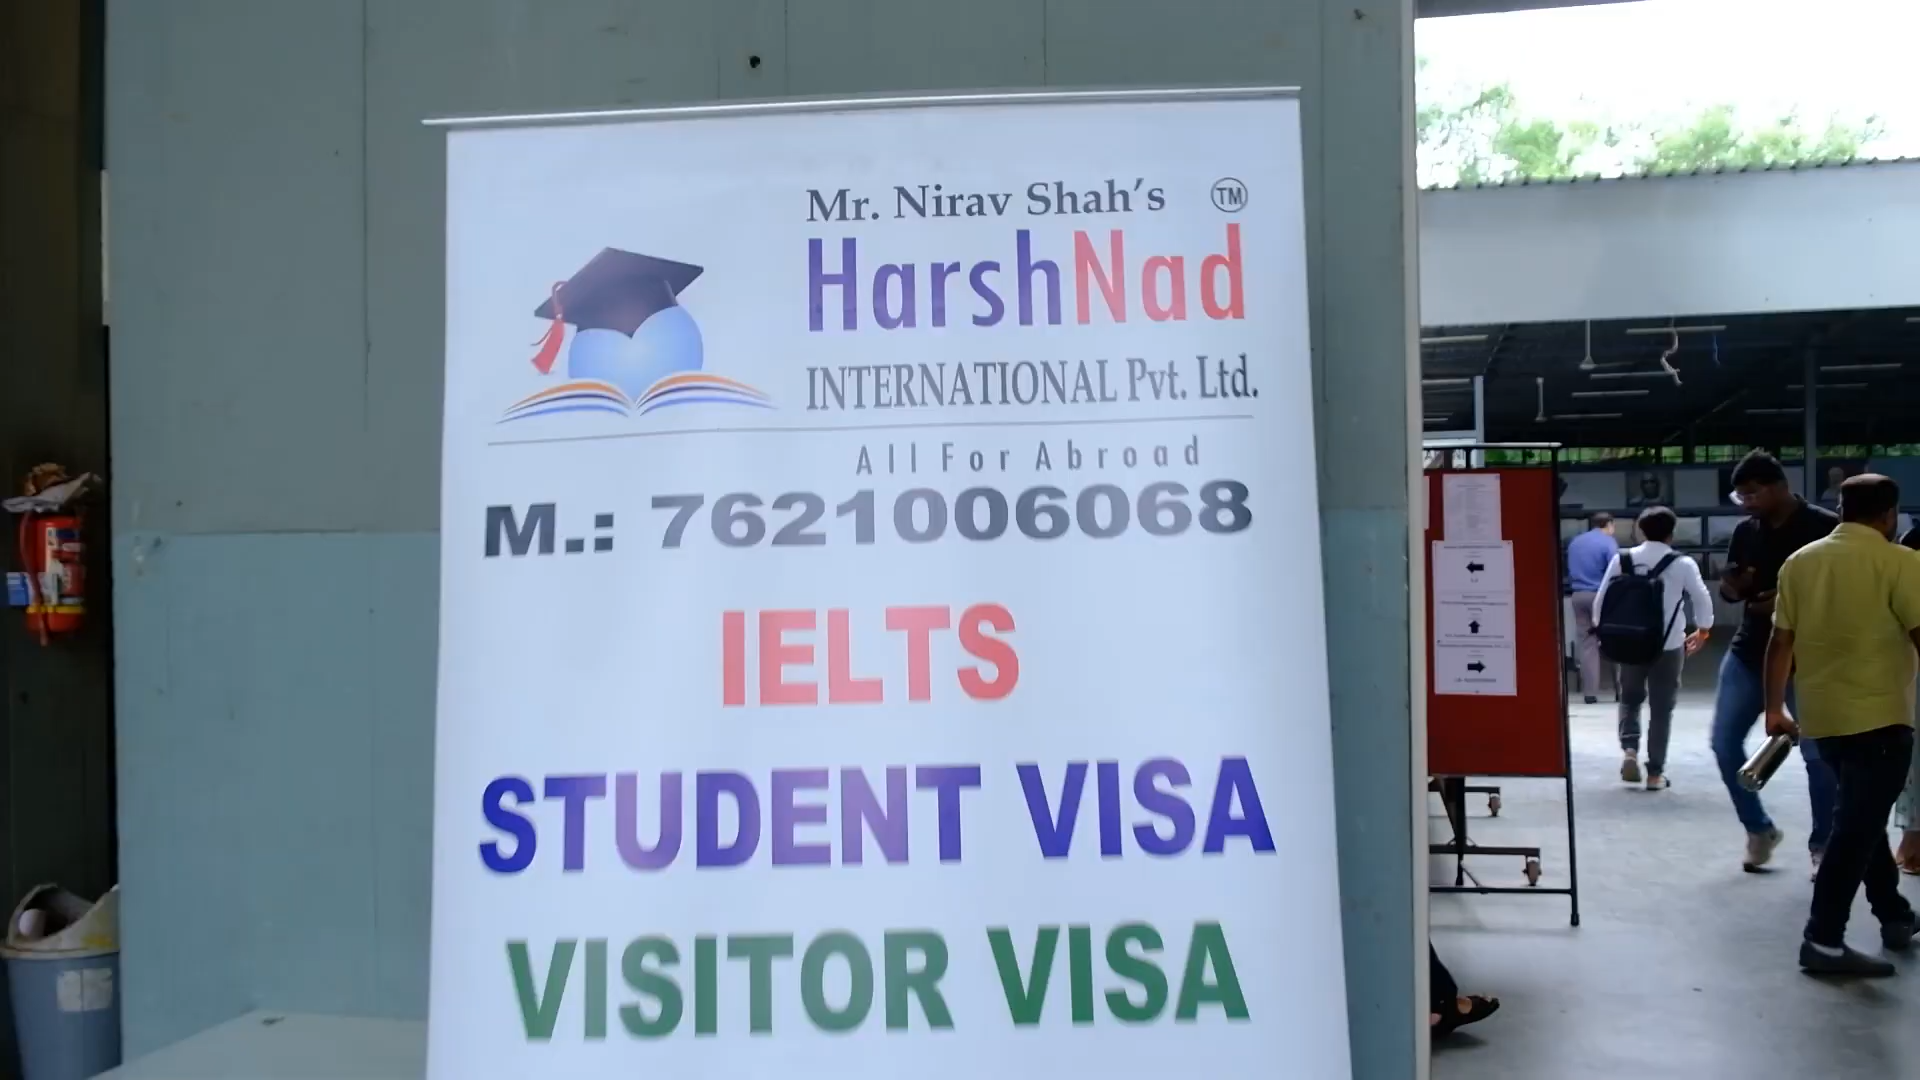 Mr. Nirav Shah's TM
HarshNad
INTERNATIONAL Pvt. Ltd.
All For Abroad
M.: 7621006068
IELTS
STUDENT VISA
VISITOR VISA